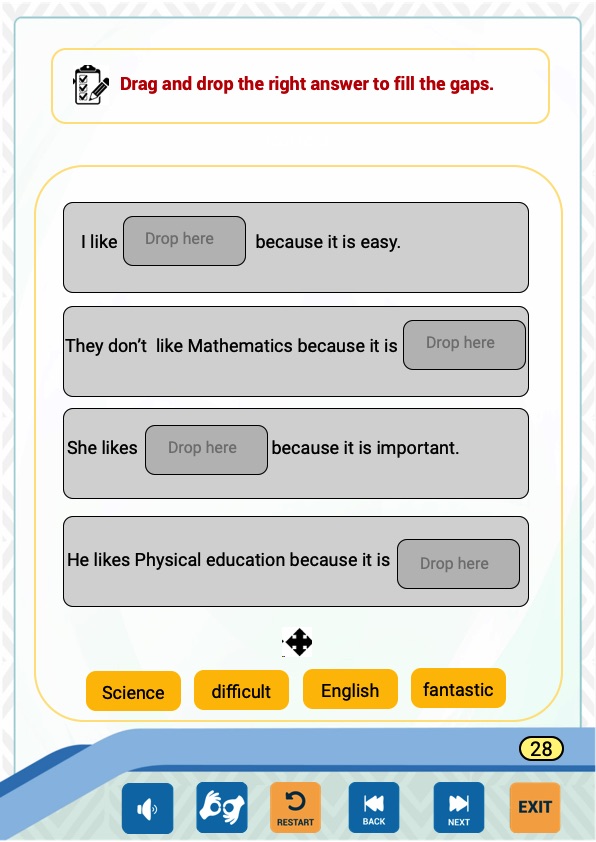 Drag and drop the right answer to fill the gaps.
I like Drop here because it is easy.
They don't like Mathematics because it is Drop here
She likes Drop here because it is important.
He likes Physical education because it is Drop here
Science difficult English fantastic
28
RESTART BACK NEXT EXIT